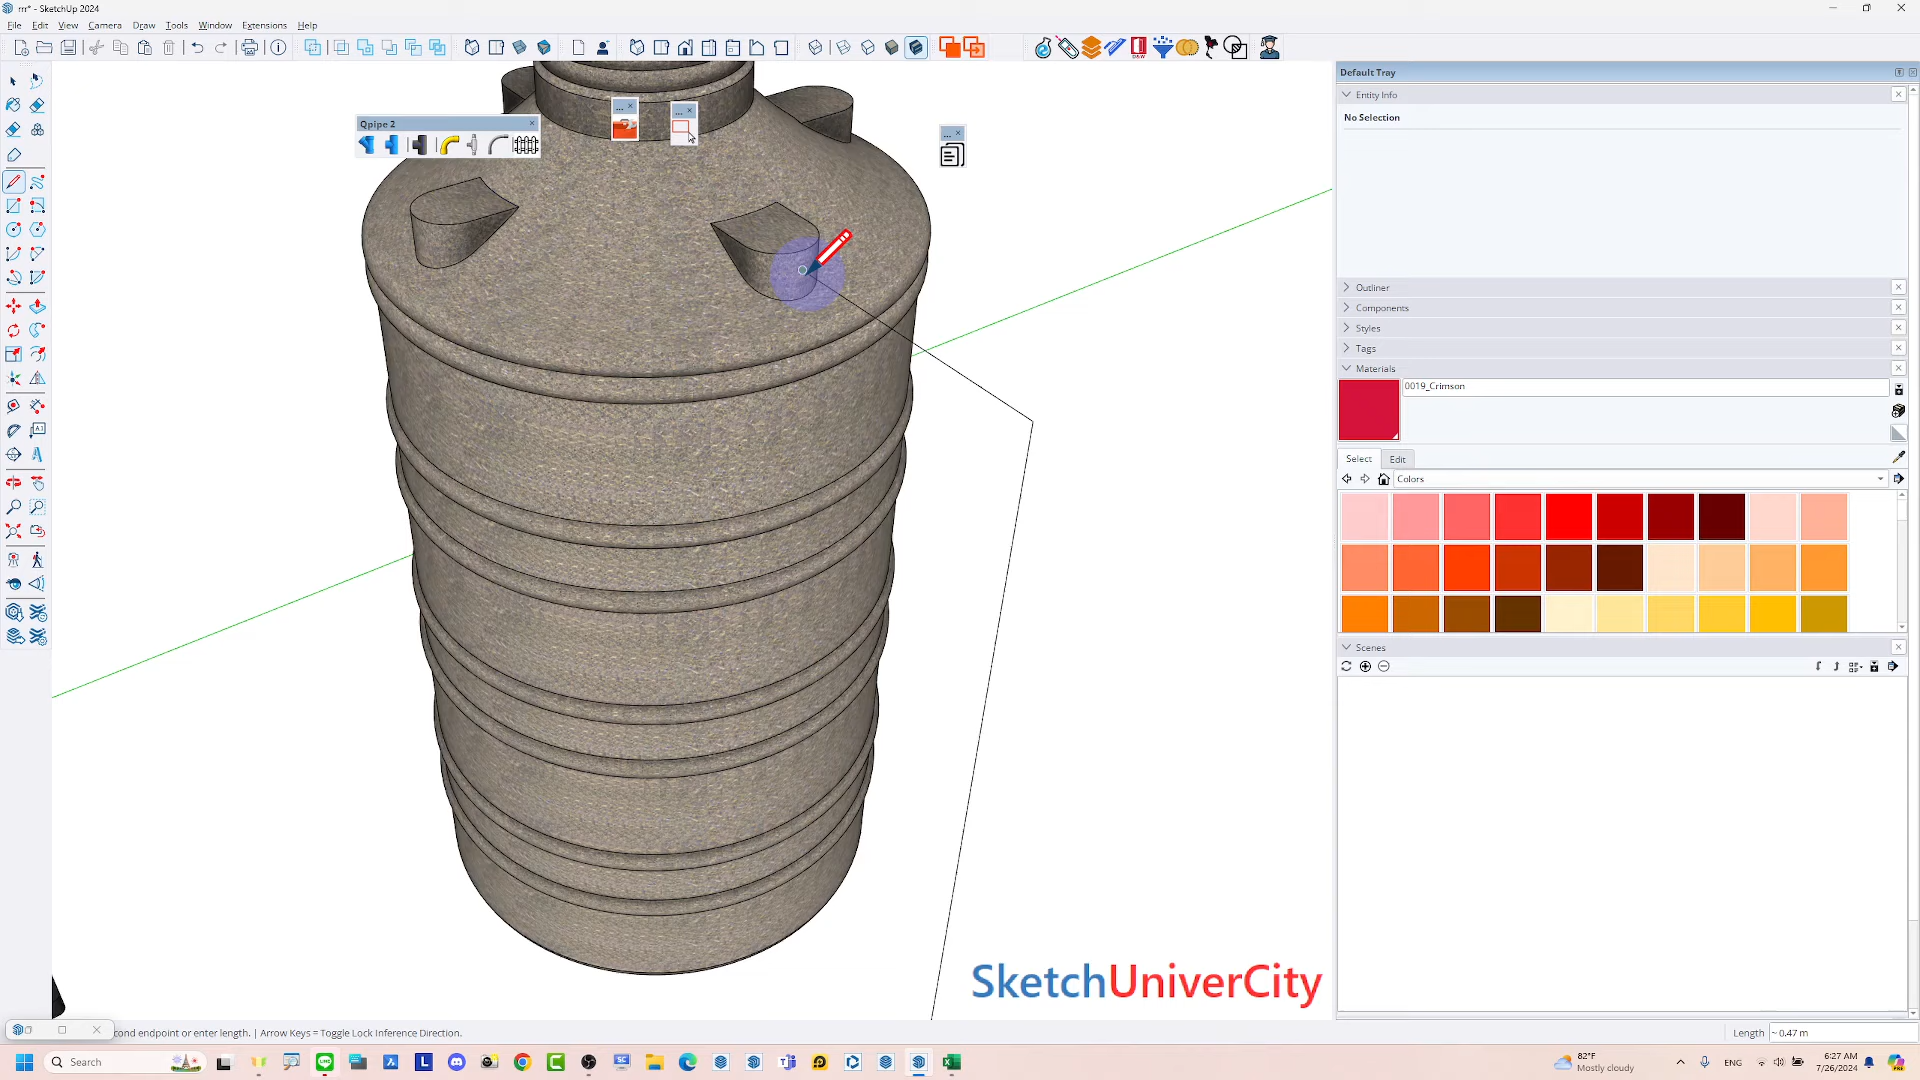 rrr* - SketchUp 2024
File Edit View Camera Draw Tools Window Extensions Help
Default Tray
Entity Info
No Selection
Qpipe 2
...
...
...
Outliner
Components
Styles
Tags
Materials
0019_Crimson
Select Edit
Colors
Scenes
SketchUniverCity
cond endpoint or enter length. | Arrow Keys = Toggle Lock Inference Direction.
Length ~ 0.47 m
Search
82°F
Mostly cloudy
ENG
6:27 AM
7/26/2024